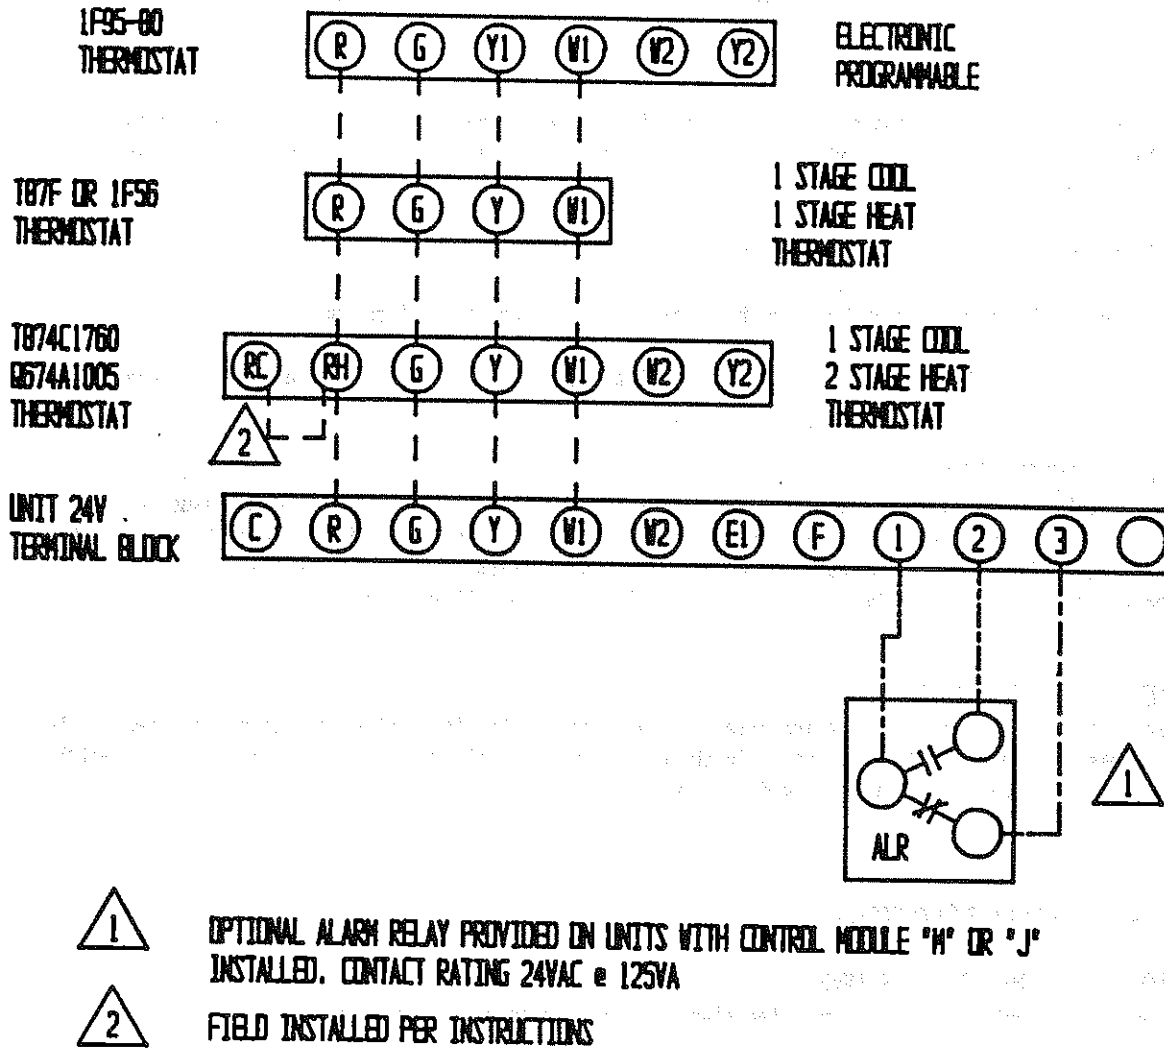 1F95-80
THERMOSTAT
R G Y1 W1 W2 Y2
ELECTRONIC
PROGRAMMABLE
T87F OR 1F56
THERMOSTAT
R G Y W1
1 STAGE COOL
1 STAGE HEAT
THERMOSTAT
T874C1760
Q674A1005
THERMOSTAT
RC RH G Y W1 W2 Y2
1 STAGE COOL
2 STAGE HEAT
THERMOSTAT
2
UNIT 24V
TERMINAL BLOCK
C R G Y W1 W2 E1 F 1 2 3
ALR
1
1
OPTIONAL ALARM RELAY PROVIDED ON UNITS WITH CONTROL MODULE "M" OR "J"
INSTALLED. CONTACT RATING 24VAC @ 125VA
2
FIELD INSTALLED PER INSTRUCTIONS